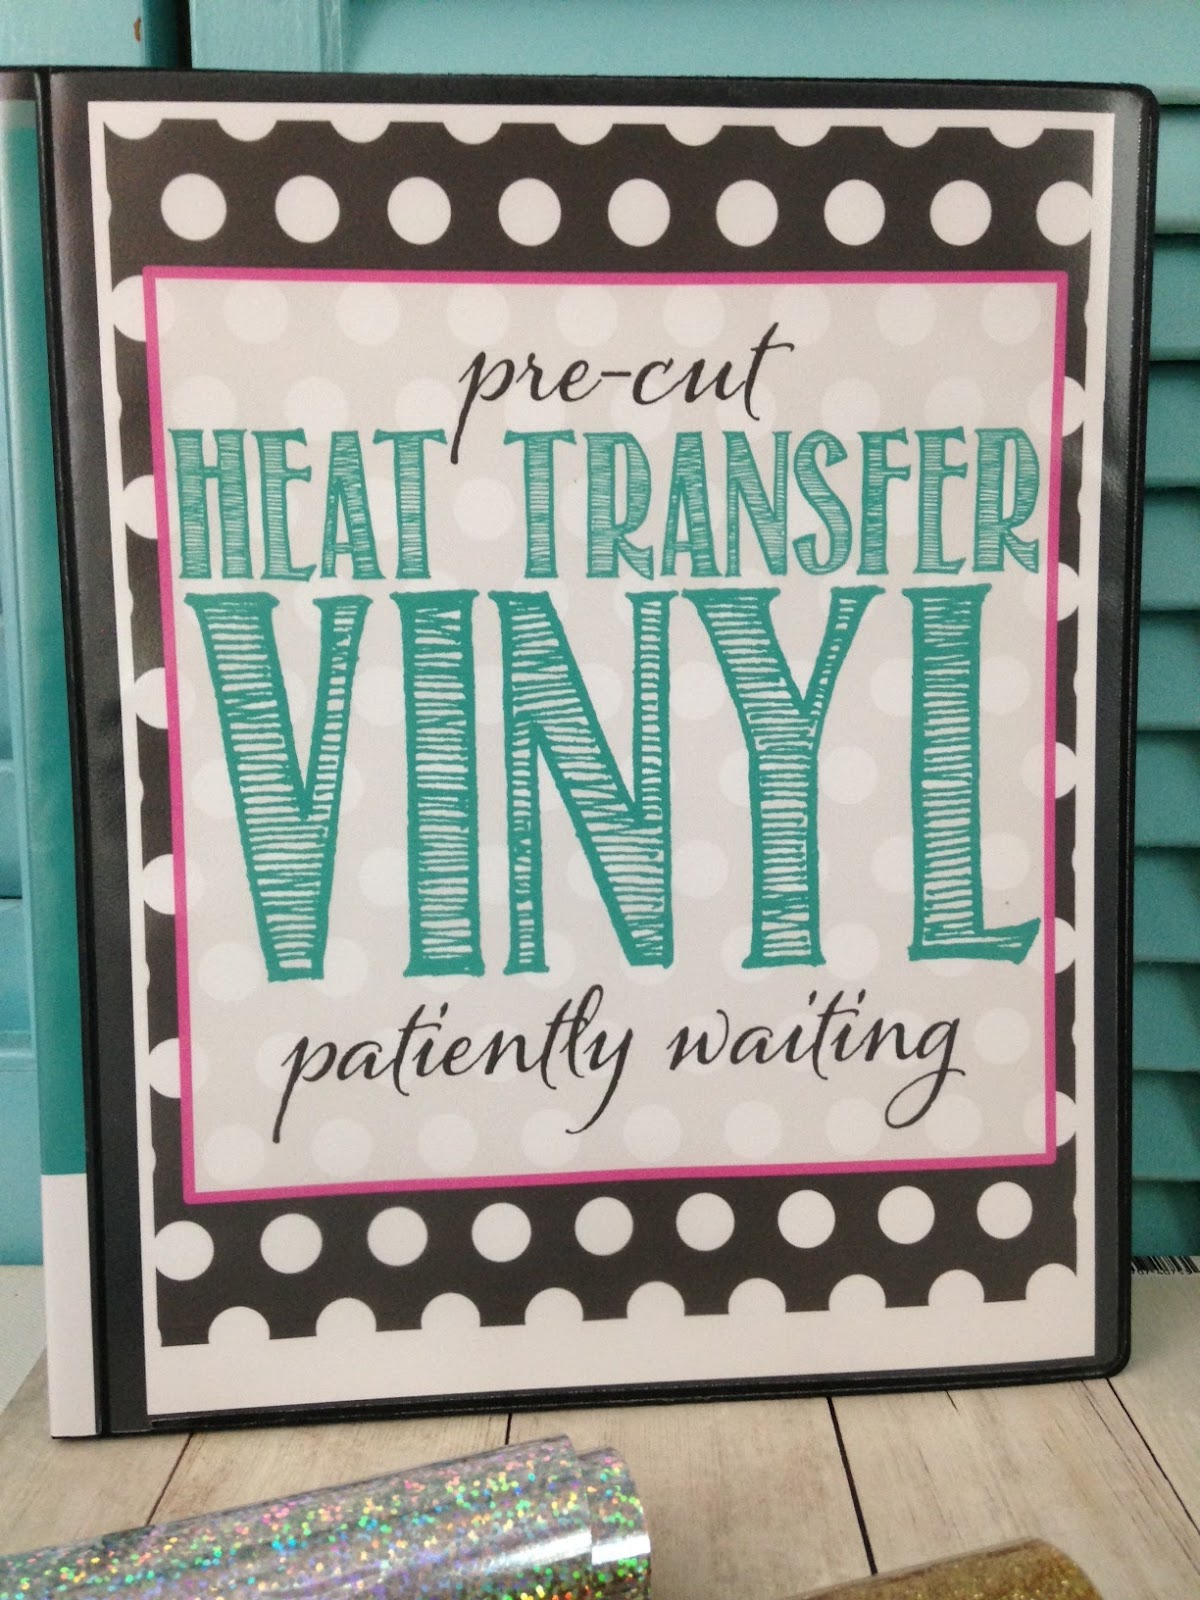 pre-cut
HEAT TRANSFER
VINYL
patiently waiting